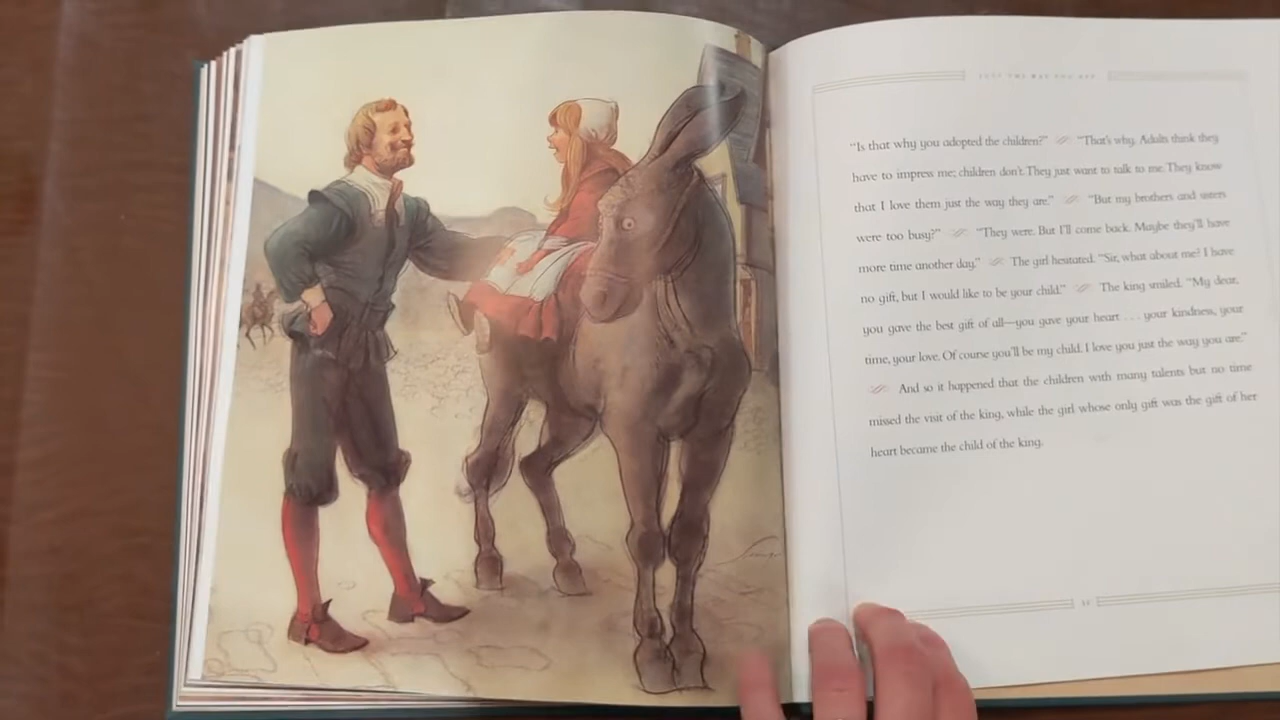 JUST THE WAY YOU ARE
“Is that why you adopted the children?” “That’s why. Adults think they
have to impress me; children don’t. They just want to talk to me. They know
that I love them just the way they are.” “But my brothers and sisters
were too busy?” “They were. But I’ll come back. Maybe they’ll have
more time another day.” The girl hesitated. “Sir, what about me? I have
no gift, but I would like to be your child.” The king smiled. “My dear,
you gave the best gift of all—you gave your heart . . . your kindness, your
time, your love. Of course you’ll be my child. I love you just the way you are.”
And so it happened that the children with many talents but no time
missed the visit of the king, while the girl whose only gift was the gift of her
heart became the child of the king.